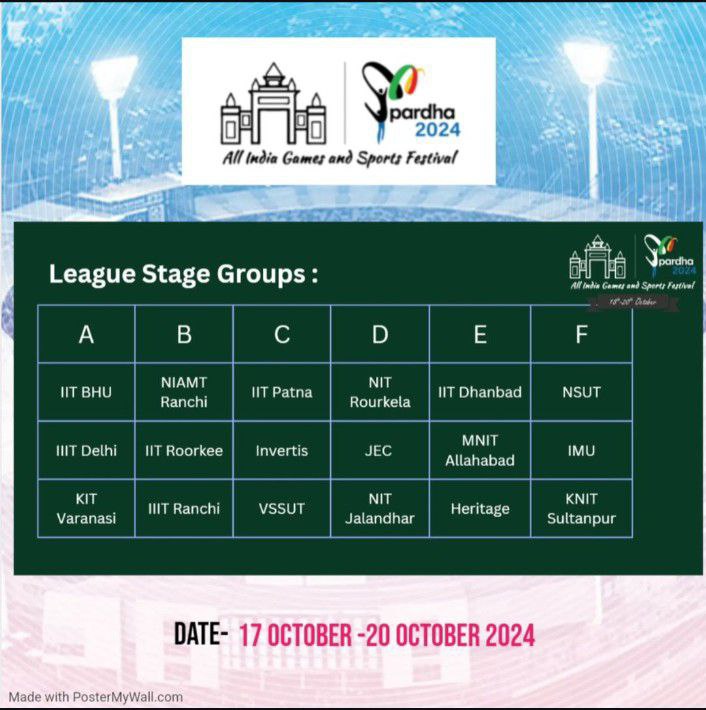 pardha
2024
All India Games and Sports Festival
pardha
2024
All India Games and Sports Festival
18th-20th October
League Stage Groups :
A B C D E F
IIT BHU NIAMT Ranchi IIT Patna NIT Rourkela IIT Dhanbad NSUT
IIIT Delhi IIT Roorkee Invertis JEC MNIT Allahabad IMU
KIT Varanasi IIIT Ranchi VSSUT NIT Jalandhar Heritage KNIT Sultanpur
DATE- 17 OCTOBER -20 OCTOBER 2024
Made with PosterMyWall.com